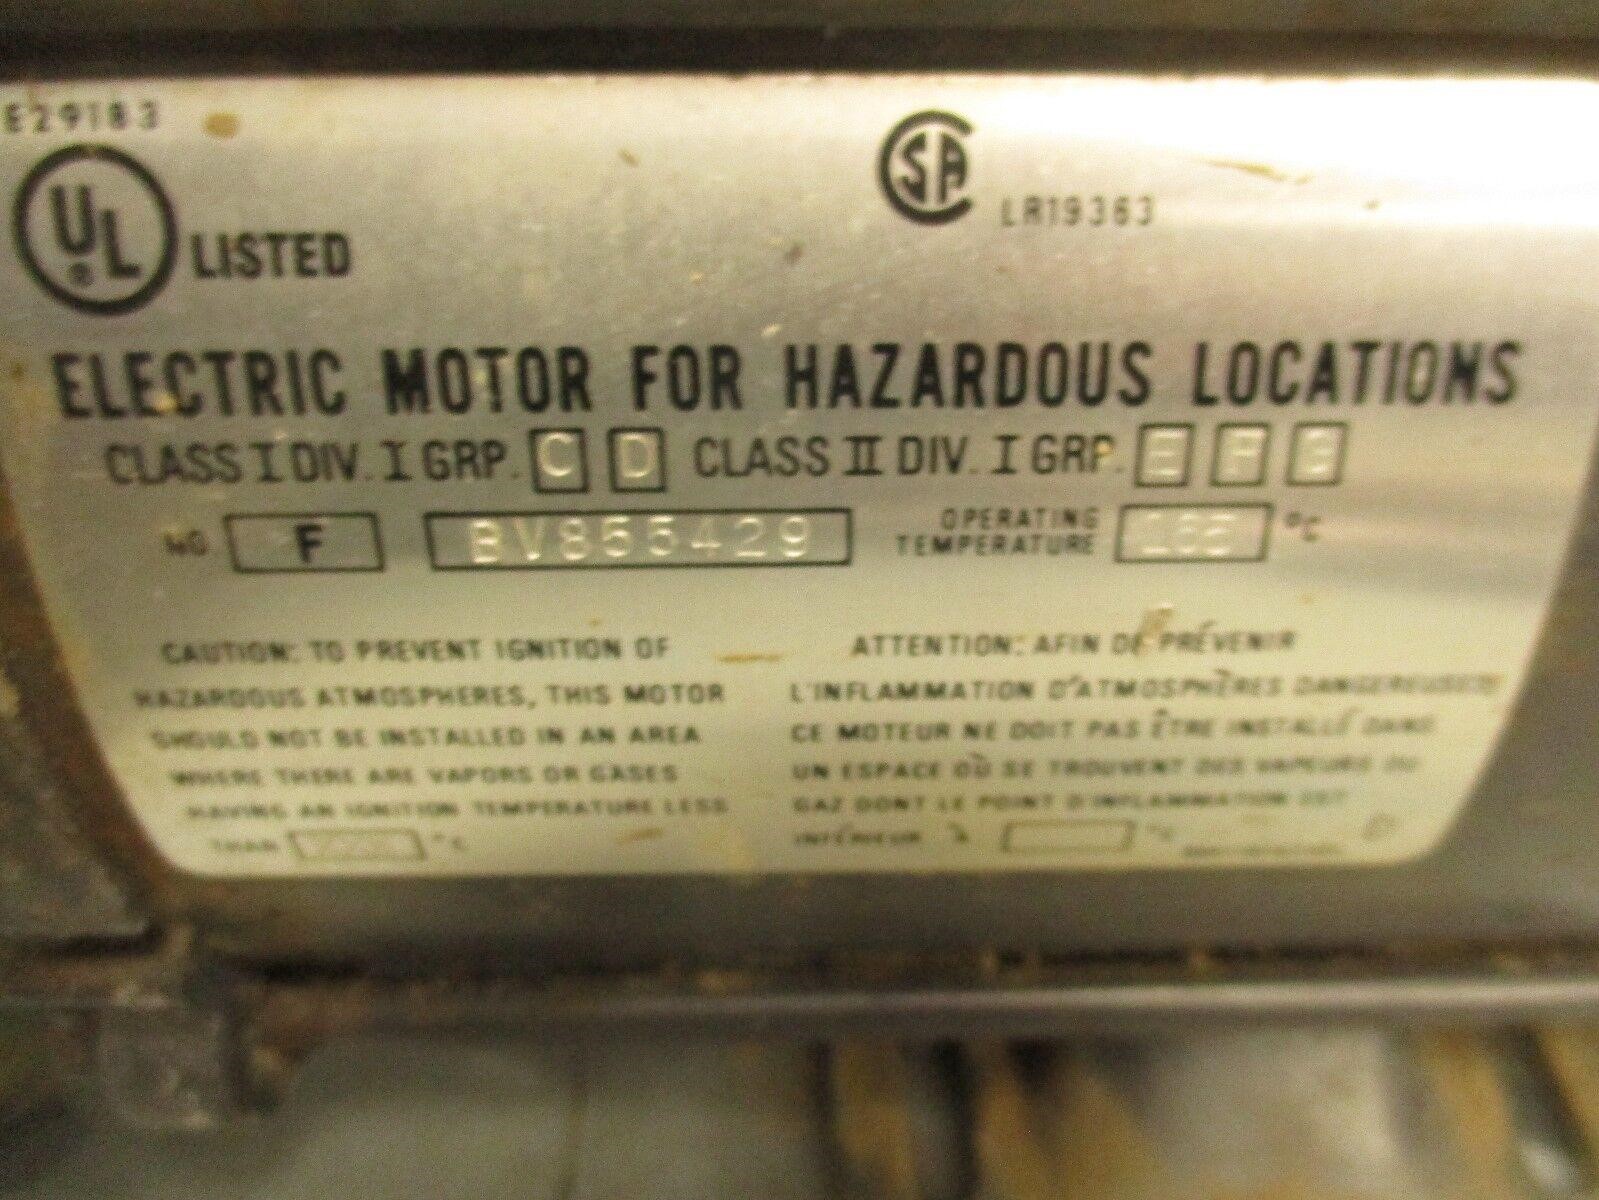 E29183
UL ® LISTED
CSA LR19363
ELECTRIC MOTOR FOR HAZARDOUS LOCATIONS
CLASS I DIV. I GRP. C D CLASS II DIV. I GRP. E F G
NO F BV855429 OPERATING TEMPERATURE 165 °C
CAUTION: TO PREVENT IGNITION OF
HAZARDOUS ATMOSPHERES, THIS MOTOR
SHOULD NOT BE INSTALLED IN AN AREA
WHERE THERE ARE VAPORS OR GASES
HAVING AN IGNITION TEMPERATURE LESS
THAN °C
ATTENTION: AFIN DE PRÉVENIR
L'INFLAMMATION D'ATMOSPHÈRES DANGEREUSES
CE MOTEUR NE DOIT PAS ÊTRE INSTALLÉ DANS
UN ESPACE OÙ SE TROUVENT DES VAPEURS OU
GAZ DONT LE POINT D'INFLAMMATION EST
INFÉRIEUR À °C